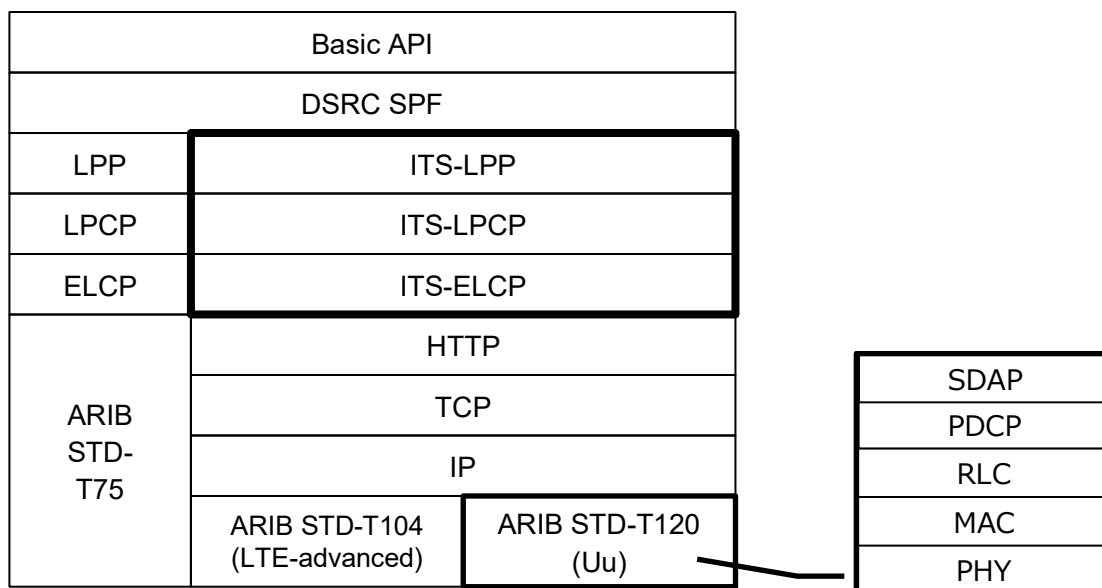 Basic API
DSRC SPF
LPP
ITS-LPP
LPCP
ITS-LPCP
ELCP
ITS-ELCP
ARIB
STD-
T75
HTTP
TCP
IP
ARIB STD-T104
(LTE-advanced)
ARIB STD-T120
(Uu)
SDAP
PDCP
RLC
MAC
PHY